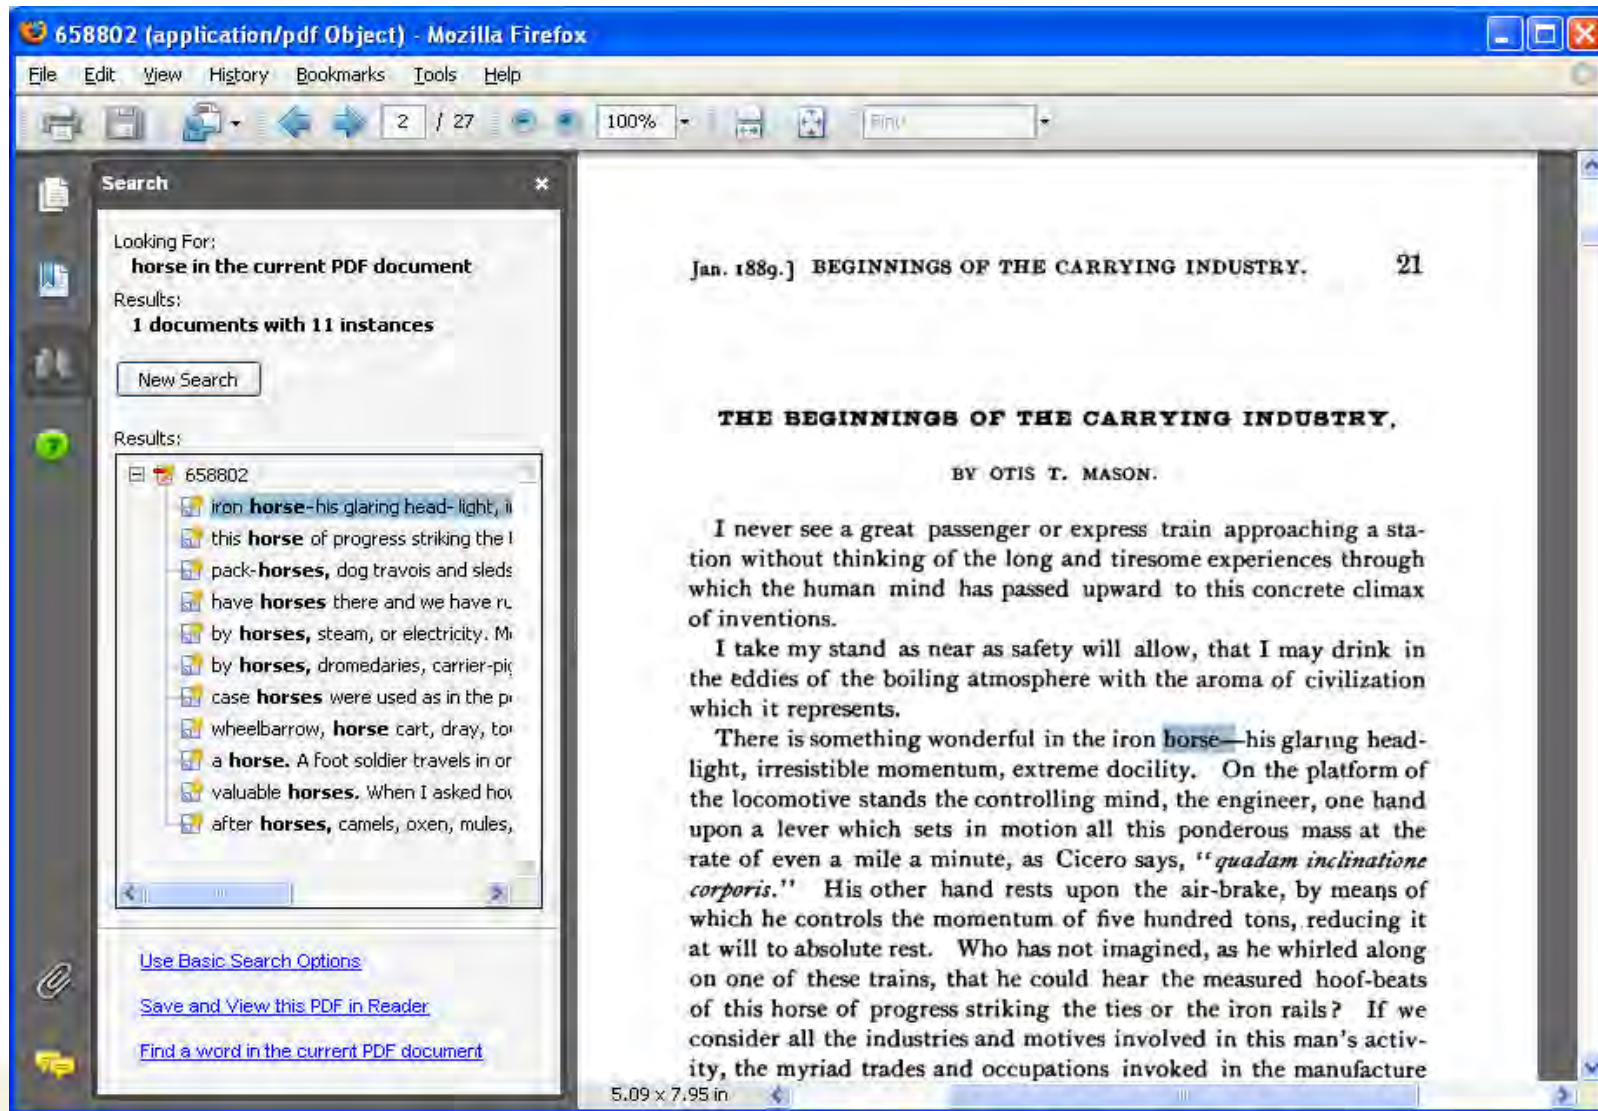 658802 (application/pdf Object) - Mozilla Firefox
File Edit View History Bookmarks Tools Help
2 / 27 100% Find
Search
Looking For:
horse in the current PDF document
Results:
1 documents with 11 instances
New Search
Results:
658802
iron horse-his glaring head- light, i
this horse of progress striking the
pack-horses, dog travois and sleds
have horses there and we have ru
by horses, steam, or electricity. M
by horses, dromedaries, carrier-pig
case horses were used as in the p
wheelbarrow, horse cart, dray, to
a horse. A foot soldier travels in or
valuable horses. When I asked ho
after horses, camels, oxen, mules,
Use Basic Search Options
Save and View this PDF in Reader
Find a word in the current PDF document
Jan. 1889.] BEGINNINGS OF THE CARRYING INDUSTRY. 21
THE BEGINNINGS OF THE CARRYING INDUSTRY.
BY OTIS T. MASON.
I never see a great passenger or express train approaching a sta-
tion without thinking of the long and tiresome experiences through
which the human mind has passed upward to this concrete climax
of inventions.
I take my stand as near as safety will allow, that I may drink in
the eddies of the boiling atmosphere with the aroma of civilization
which it represents.
There is something wonderful in the iron horse—his glaring head-
light, irresistible momentum, extreme docility. On the platform of
the locomotive stands the controlling mind, the engineer, one hand
upon a lever which sets in motion all this ponderous mass at the
rate of even a mile a minute, as Cicero says, "quadam inclinatione
corporis." His other hand rests upon the air-brake, by means of
which he controls the momentum of five hundred tons, reducing it
at will to absolute rest. Who has not imagined, as he whirled along
on one of these trains, that he could hear the measured hoof-beats
of this horse of progress striking the ties or the iron rails? If we
consider all the industries and motives involved in this man's activ-
ity, the myriad trades and occupations invoked in the manufacture
5.09 x 7.95 in